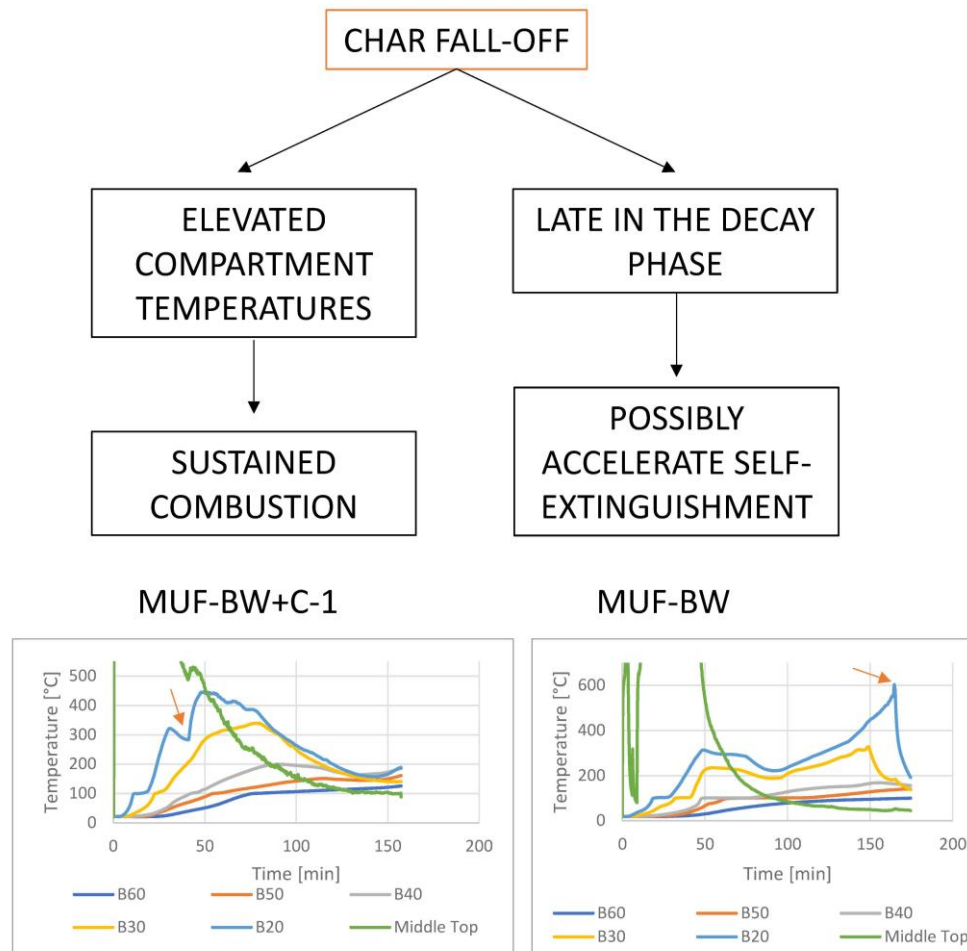 CHAR FALL-OFF
ELEVATED
COMPARTMENT
TEMPERATURES
LATE IN THE DECAY
PHASE
SUSTAINED
COMBUSTION
POSSIBLY
ACCELERATE SELF-
EXTINGUISHMENT
MUF-BW+C-1
Temperature [°C]
500
400
300
200
100
0
0 50 100 150 200
Time [min]
B60 B50 B40
B30 B20 Middle Top
MUF-BW
Temperature [°C]
600
400
200
0
0 50 100 150 200
Time [min]
B60 B50 B40
B30 B20 Middle Top